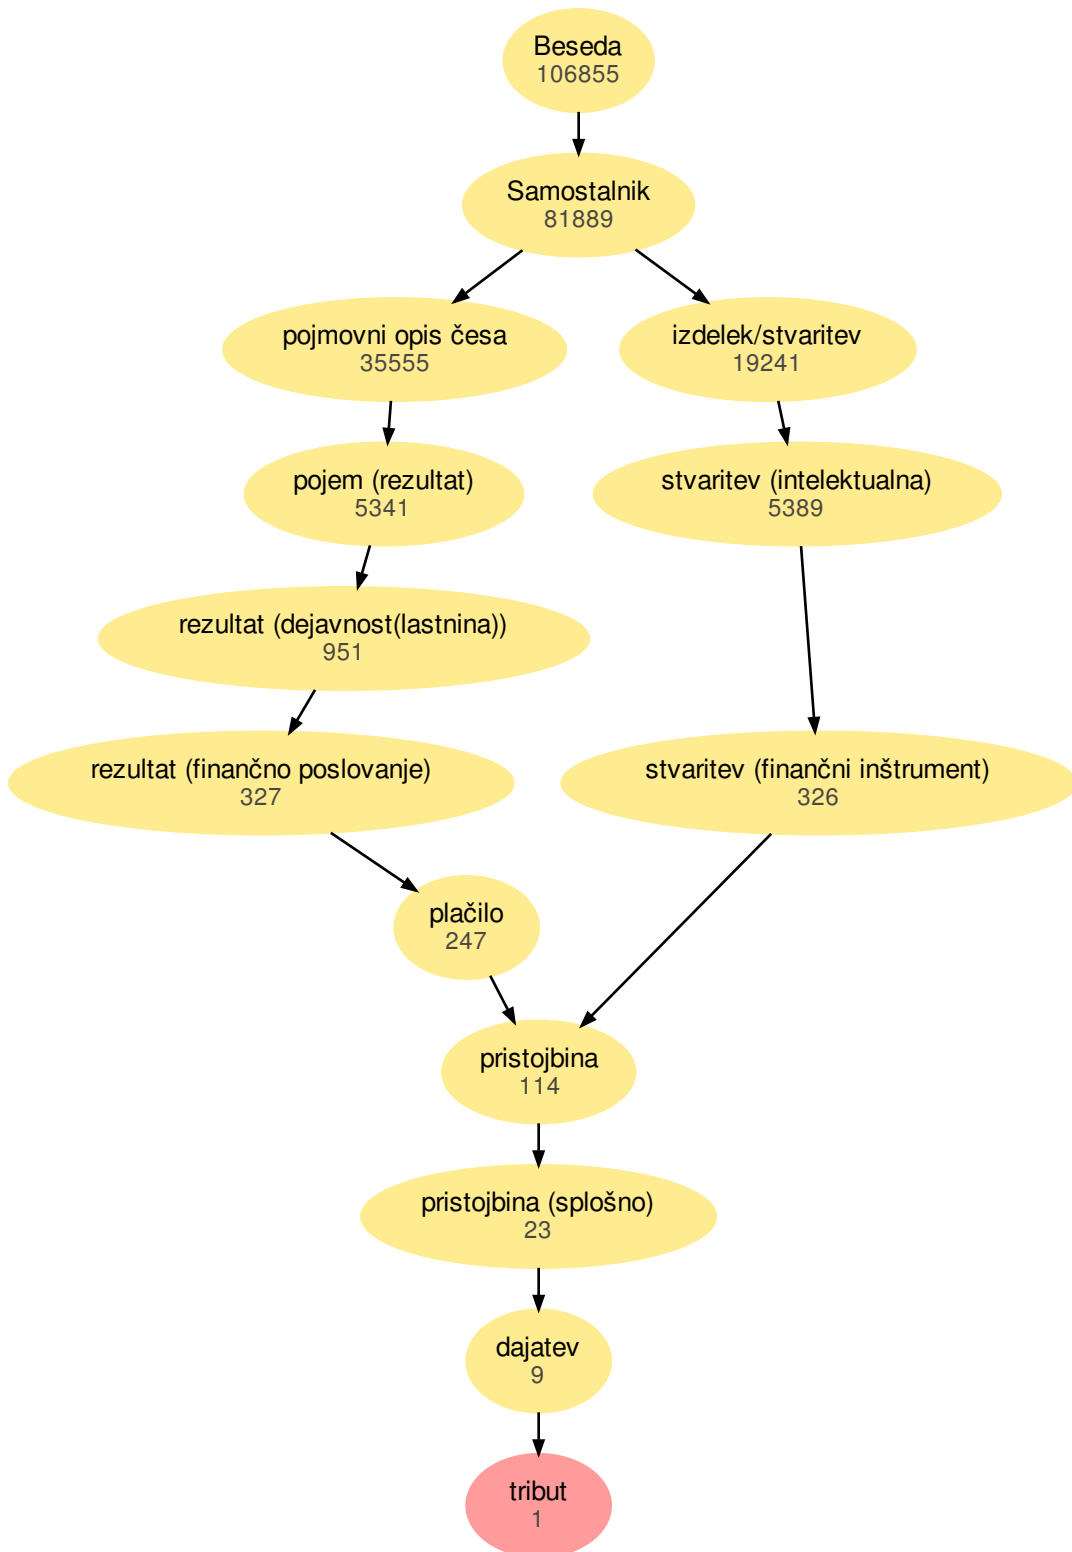 Beseda
106855
Samostalnik
81889
pojmovni opis česa
35555
izdelek/stvaritev
19241
pojem (rezultat)
5341
stvaritev (intelektualna)
5389
rezultat (dejavnost(lastnina))
951
rezultat (finančno poslovanje)
327
stvaritev (finančni inštrument)
326
plačilo
247
pristojbina
114
pristojbina (splošno)
23
dajatev
9
tribut
1